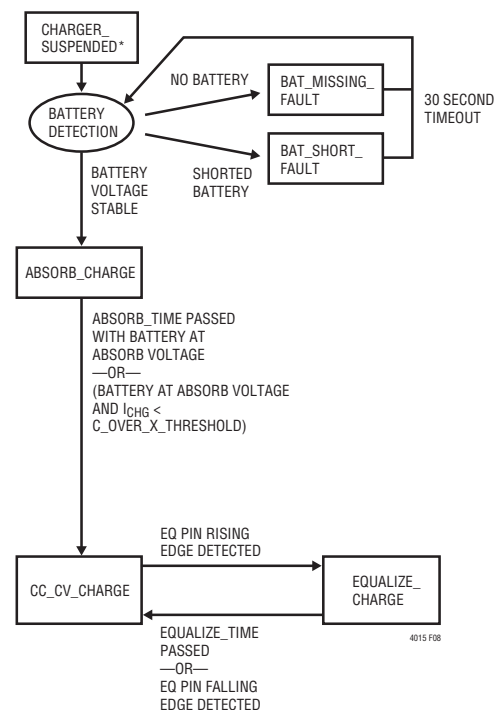 CHARGER_
SUSPENDED*
NO BATTERY
BAT_MISSING_
FAULT
30 SECOND
TIMEOUT
BATTERY
DETECTION
BAT_SHORT_
FAULT
BATTERY
VOLTAGE
STABLE
SHORTED
BATTERY
ABSORB_CHARGE
ABSORB_TIME PASSED
WITH BATTERY AT
ABSORB VOLTAGE
—OR—
(BATTERY AT ABSORB VOLTAGE
AND ICHG <
C_OVER_X_THRESHOLD)
EQ PIN RISING
EDGE DETECTED
CC_CV_CHARGE
EQUALIZE_
CHARGE
EQUALIZE_TIME
PASSED
—OR—
EQ PIN FALLING
EDGE DETECTED
4015 F08